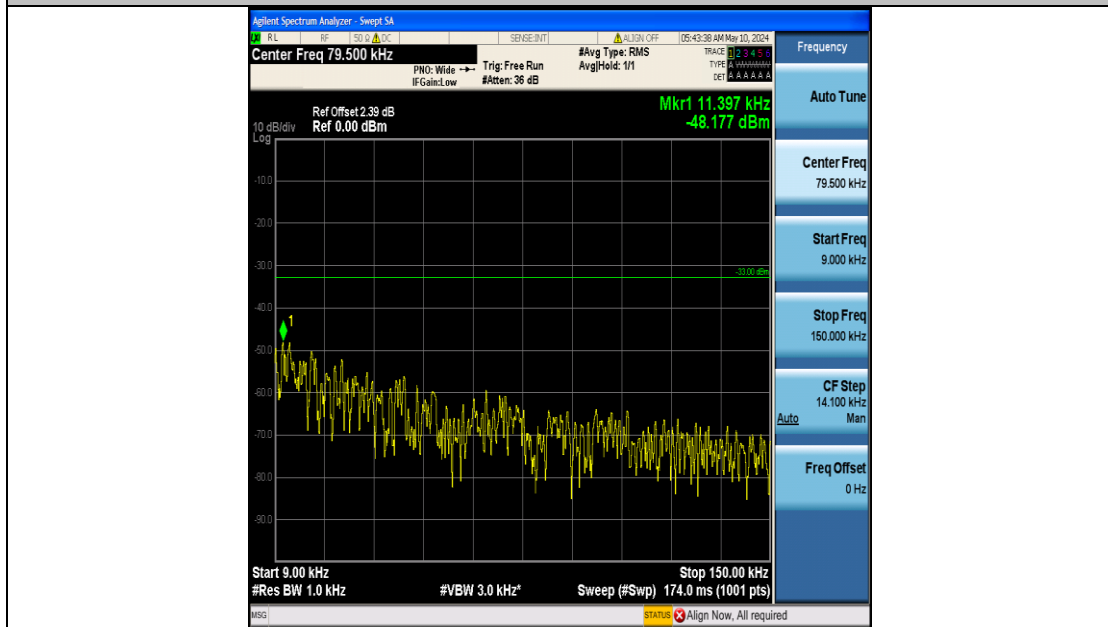 Agilent Spectrum Analyzer - Swept SA
RL RF 50 Ω DC SENSE:INT ALIGN OFF 05:43:38 AM May 10, 2024
Center Freq 79.500 kHz
PNO: Wide
IFGain:Low
Trig: Free Run
#Atten: 36 dB
#Avg Type: RMS
Avg|Hold: 1/1
TRACE 1 2 3 4 5 6
TYPE A
DET A A A A A A
Mkr1 11.397 kHz
-48.177 dBm
Ref Offset 2.39 dB
10 dB/div Ref 0.00 dBm
Log
-10.0
-20.0
-30.0
-33.00 dBm
-40.0
1
-50.0
-60.0
-70.0
-80.0
-90.0
Start 9.00 kHz Stop 150.00 kHz
#Res BW 1.0 kHz #VBW 3.0 kHz* Sweep (#Swp) 174.0 ms (1001 pts)
MSG STATUS Align Now, All required
Frequency
Auto Tune
Center Freq
79.500 kHz
Start Freq
9.000 kHz
Stop Freq
150.000 kHz
CF Step
14.100 kHz
Auto Man
Freq Offset
0 Hz